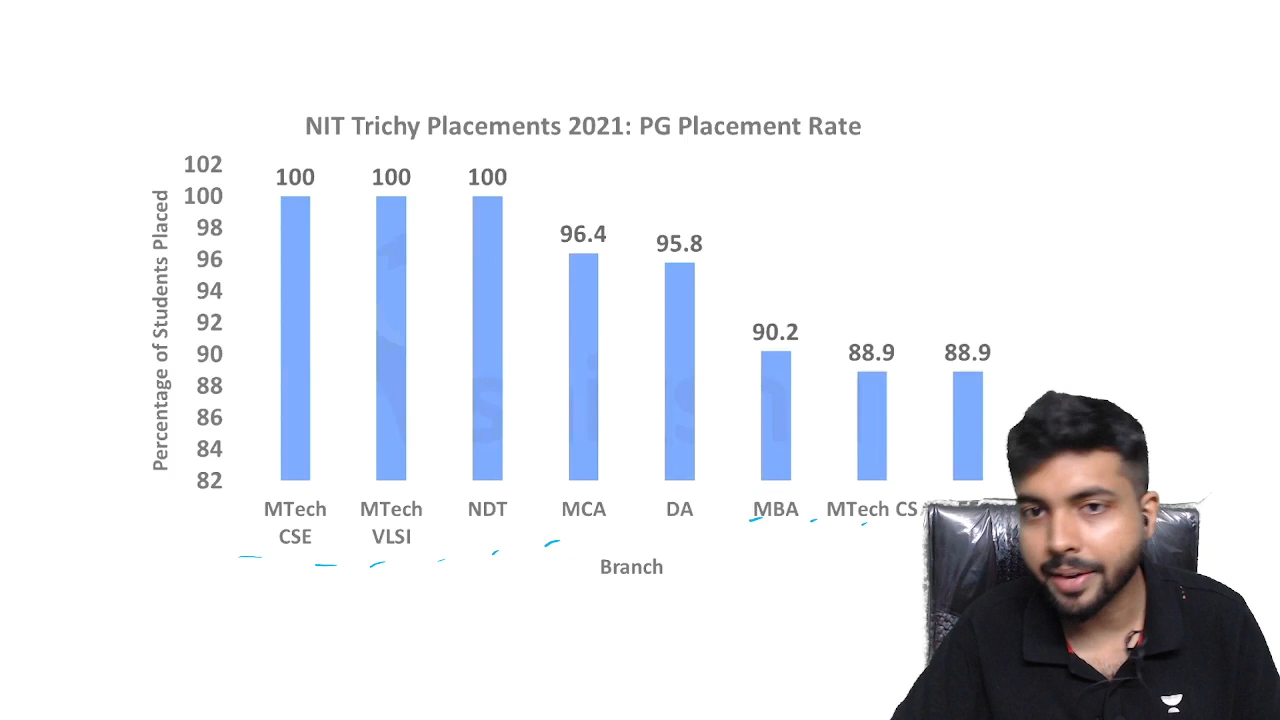 NIT Trichy Placements 2021: PG Placement Rate
Percentage of Students Placed
102
100
98
96
94
92
90
88
86
84
82
100
100
100
96.4
95.8
90.2
88.9
88.9
MTech
CSE
MTech
VLSI
NDT
MCA
DA
MBA
MTech CS
Branch